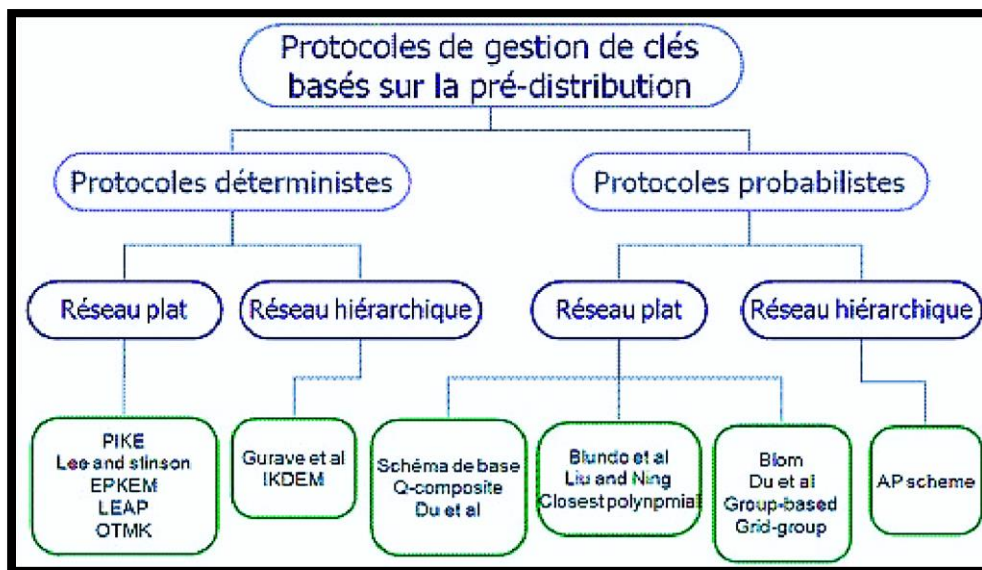 Protocoles de gestion de clés
basés sur la pré-distribution
Protocoles déterministes
Protocoles probabilistes
Réseau plat
Réseau hiérarchique
Réseau plat
Réseau hiérarchique
PIKE
Lee and stinson
EPKEM
LEAP
OTMK
Gurave et al
IKDEM
Schéma de base
Q-composite
Du et al
Blundo et al
Liu and Ning
Closest polynpmial
Blom
Du et al
Group-based
Grid-group
AP scheme